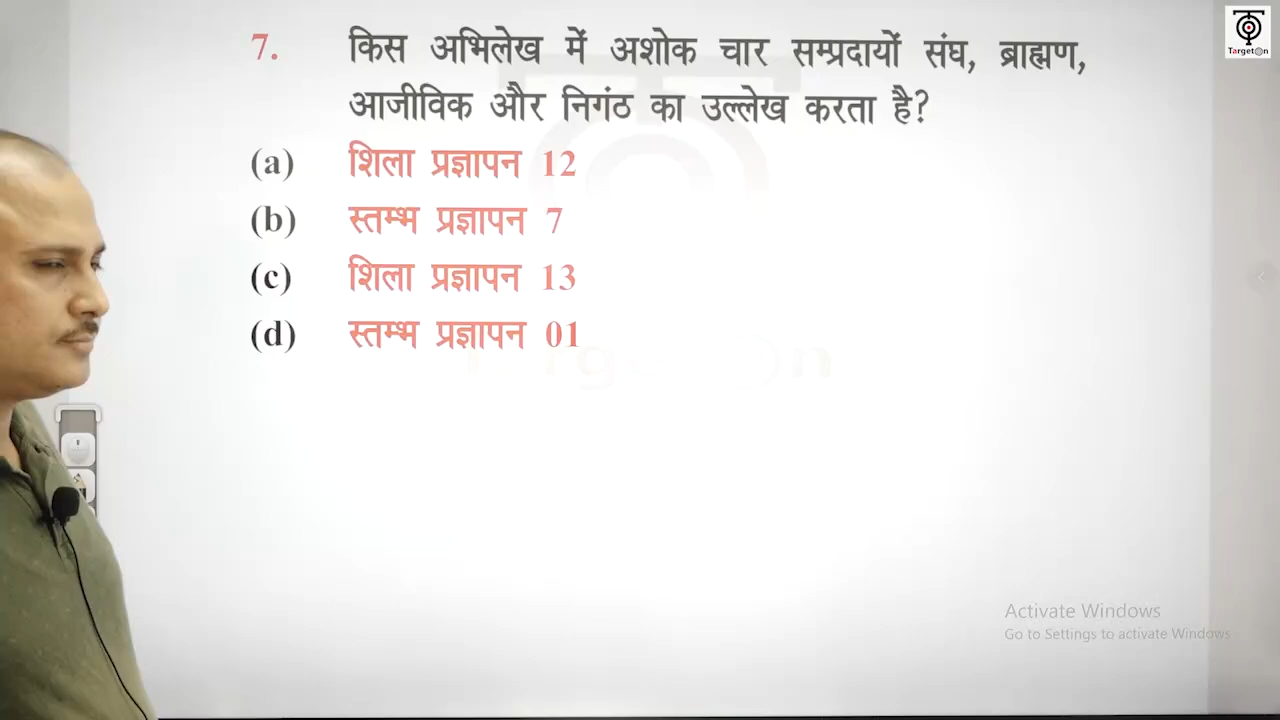 7. किस अभिलेख में अशोक चार सम्प्रदायों संघ, ब्राह्मण,
आजीविक और निगंठ का उल्लेख करता है?
(a) शिला प्रज्ञापन 12
(b) स्तम्भ प्रज्ञापन 7
(c) शिला प्रज्ञापन 13
(d) स्तम्भ प्रज्ञापन 01
TargetOn
Activate Windows
Go to Settings to activate Windows